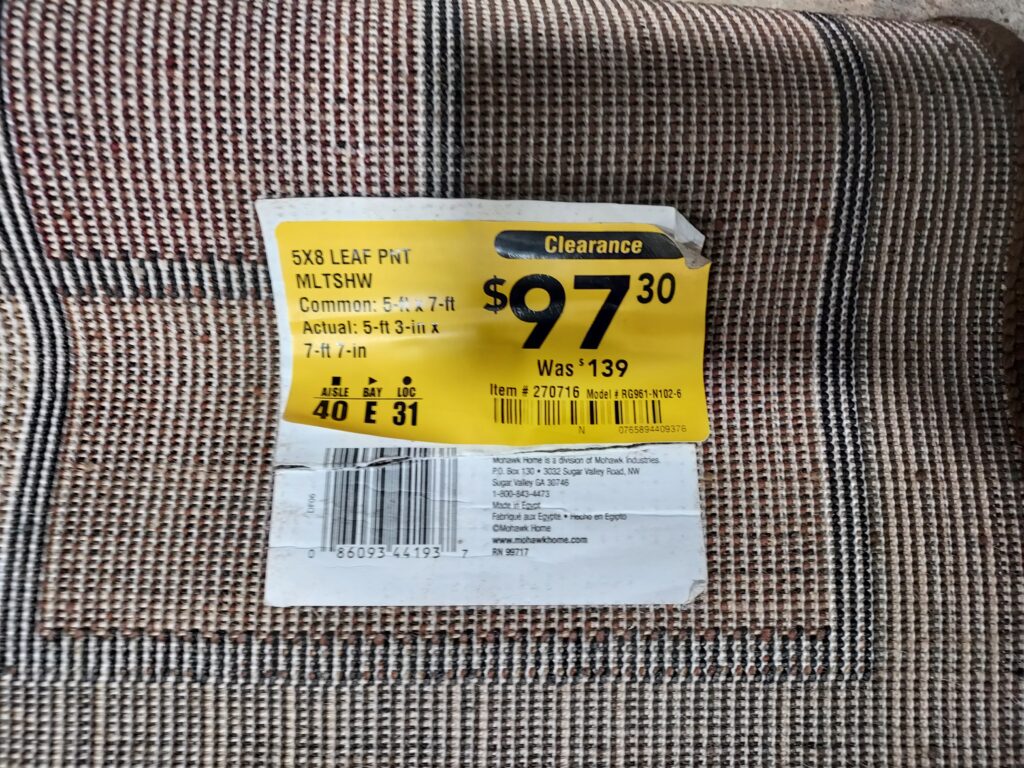 Clearance
5X8 LEAF PNT
MLTSHW
Common: 5-ft x 7-ft
Actual: 5-ft 3-in x
7-ft 7-in
$97 30
Was $139
AISLE BAY LOC
40 E 31
Item # 270716 Model # RG961-N102-6
N 0765894409376
Mohawk Home is a division of Mohawk Industries.
P.O. Box 130 • 3032 Sugar Valley Road, NW
Sugar Valley GA 30746
1-800-843-4473
Made in Egypt
Fabriqué aux Egypte • Hecho en Egipto
©Mohawk Home
www.mohawkhome.com
RN 99717
DF06
0 86093 44193 7